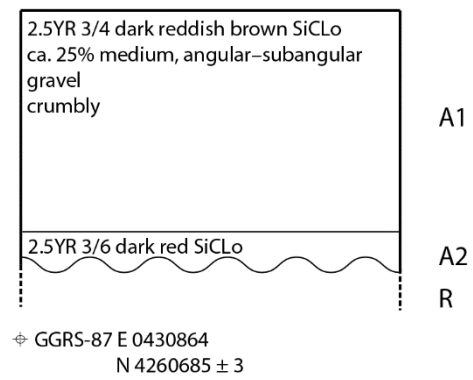 2.5YR 3/4 dark reddish brown SiCLo
ca. 25% medium, angular–subangular
gravel
crumbly
A1
2.5YR 3/6 dark red SiCLo
A2
R
GGRS-87 E 0430864
N 4260685 ± 3